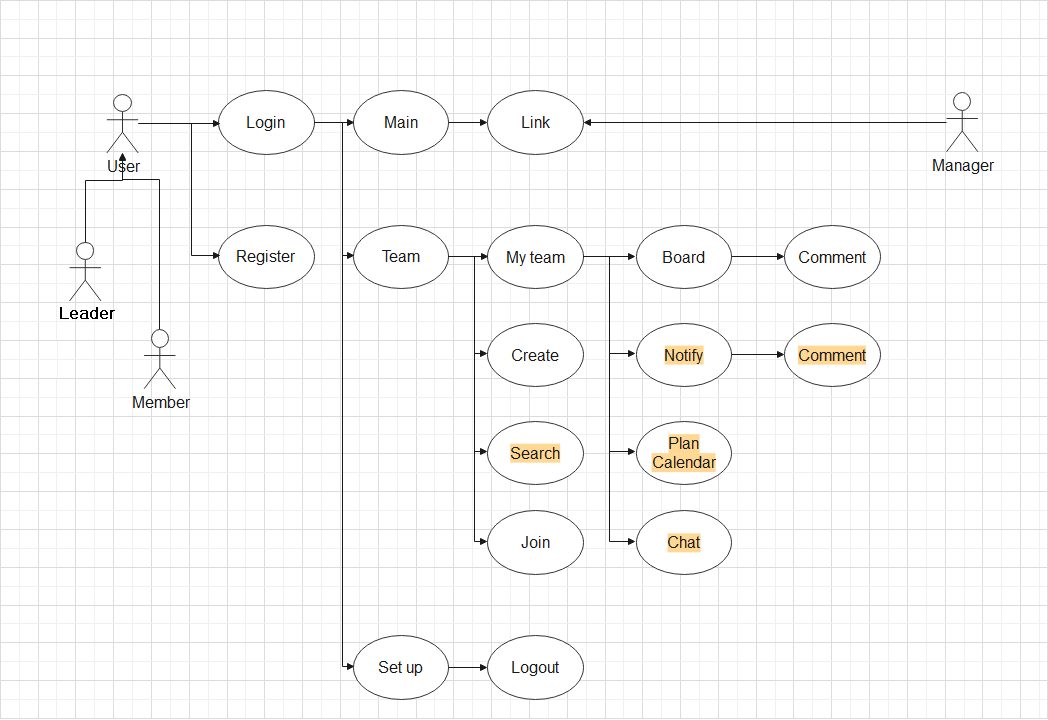 Login
Main
Link
User
Manager
Register
Team
My team
Board
Comment
Leader
Create
Notify
Comment
Member
Search
Plan
Calendar
Join
Chat
Set up
Logout